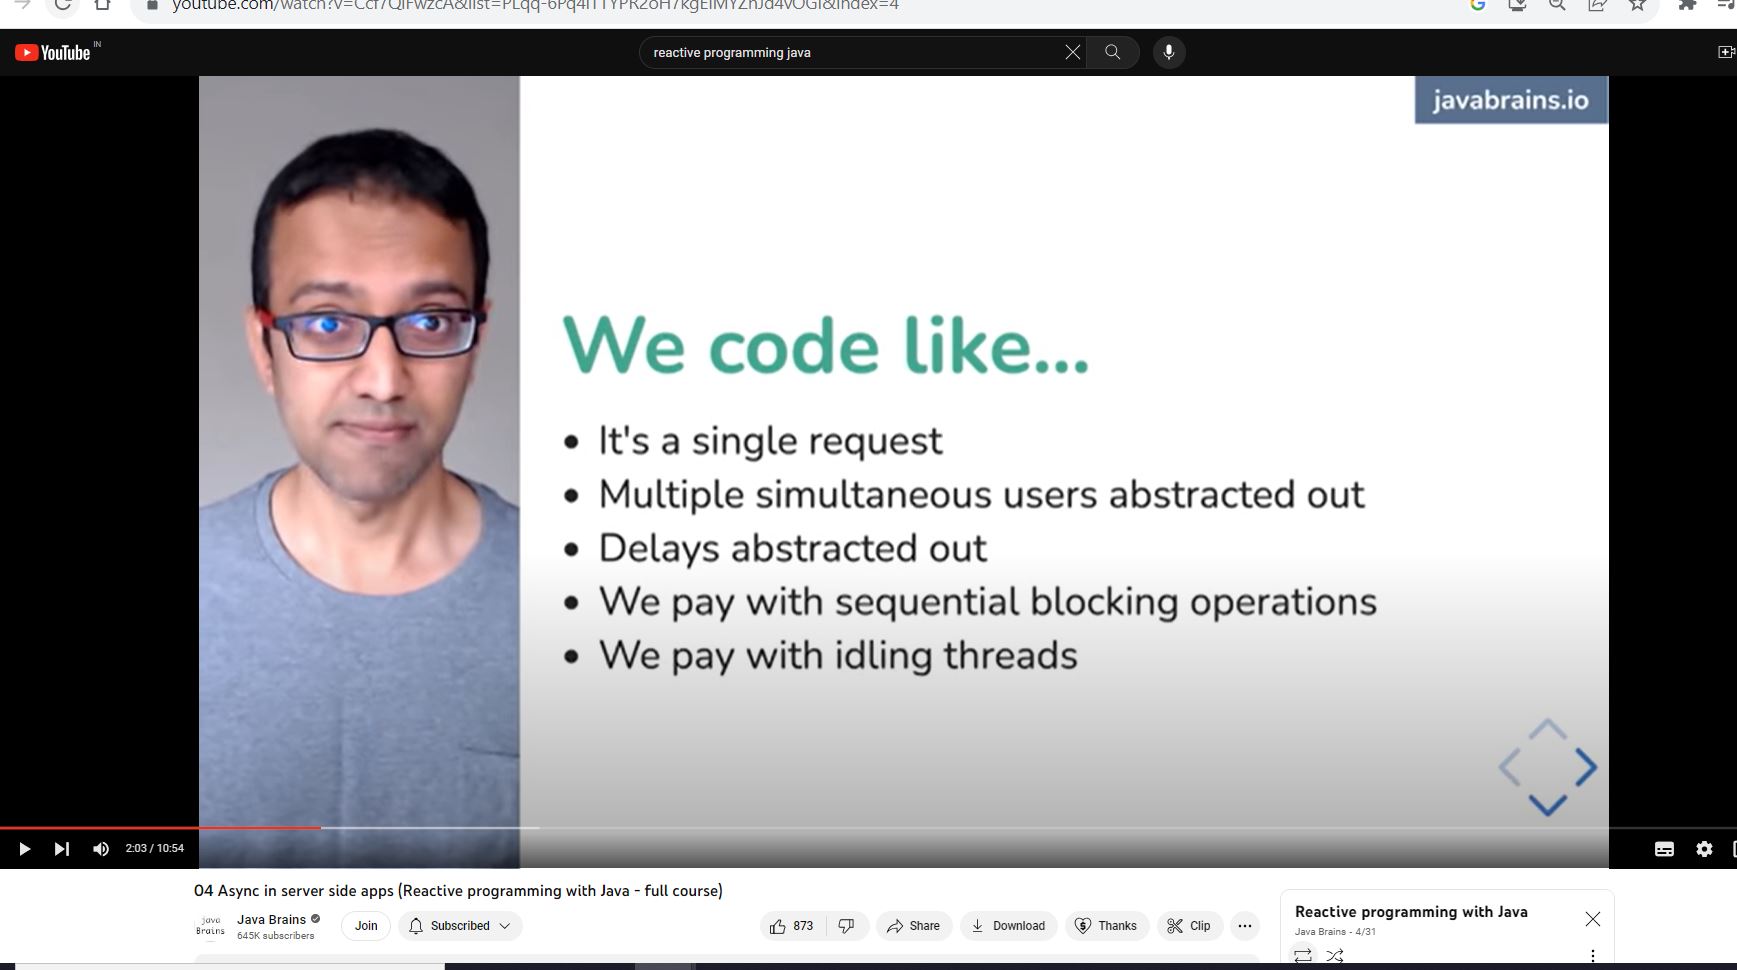 youtube.com/watch?v=Ccf7QiFwzcA&list=PLqq-6Pq4lTTYPR2oH7kgElMYZhJd4vOGI&index=4
YouTube IN
reactive programming java
javabrains.io
We code like...
• It's a single request
• Multiple simultaneous users abstracted out
• Delays abstracted out
• We pay with sequential blocking operations
• We pay with idling threads
2:03 / 10:54
04 Async in server side apps (Reactive programming with Java - full course)
java
Brains
Java Brains
645K subscribers
Join
Subscribed
873
Share
Download
Thanks
Clip
Reactive programming with Java
Java Brains - 4/31